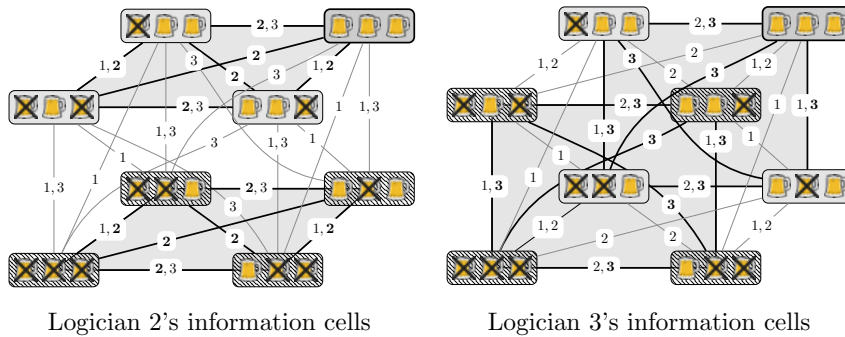 2, 3 2, 3
2 2
1, 2 3 1, 2 1, 2 3 2 3 1, 2
2 3
2, 3 1 1, 3 2, 3 1 1, 3
1, 3 3 1 1, 3 3 1
1 1, 3 1
1, 3 1 2, 3 1, 3 1 2, 3
3 3
1, 2 2 2 1, 2 1, 2 2 2 1, 2
2, 3 2, 3
Logician 2's information cells Logician 3's information cells